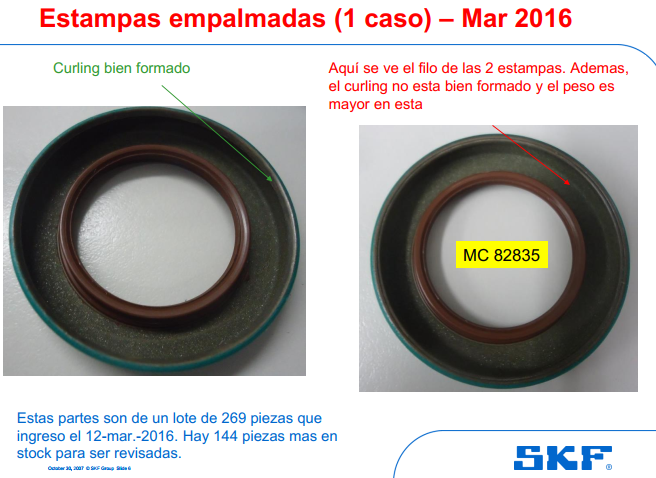 Estampas empalmadas (1 caso) – Mar 2016
Curling bien formado
Aquí se ve el filo de las 2 estampas. Ademas,
el curling no esta bien formado y el peso es
mayor en esta
MC 82835
Estas partes son de un lote de 269 piezas que
ingreso el 12-mar.-2016. Hay 144 piezas mas en
stock para ser revisadas.
October 30, 2007 © SKF Group Slide 6
SKF®